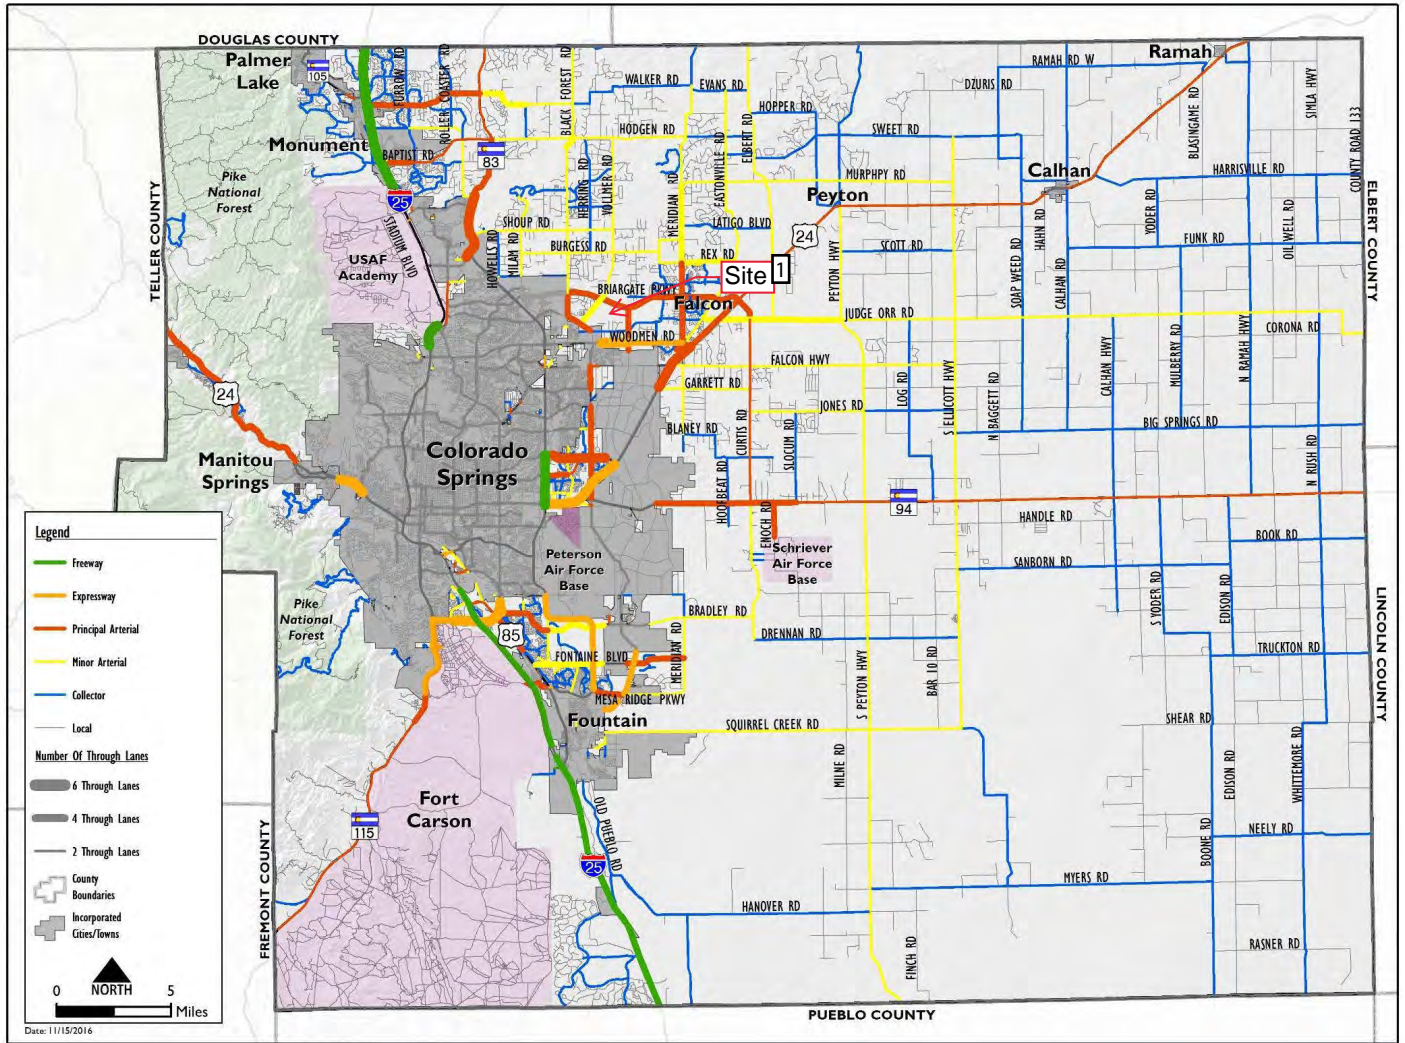 DOUGLAS COUNTY
Palmer
Lake
105
FURROW RD
ROLLER COASTER RD
83
BLACK FOREST RD
WALKER RD
EVANS RD
HOPPER RD
ELBERT RD
DZURIS RD
RAMAH RD W
Ramah
BLASINGAME RD
SIMLA HWY
COUNTY ROAD 133
Monument
BAPTIST RD
HODGEN RD
SWEET RD
HARRISVILLE RD
Calhan
Pike
National
Forest
25
STADIUM BLVD
USAF
Academy
SHOUP RD
HERRING RD
VOLLMER RD
MERIDIAN RD
EASTONVILLE RD
MURPHPY RD
Peyton
LATIGO BLVD
24
HOWELLS RD
MILAM RD
BURGESS RD
REX RD
PEYTON HWY
SCOTT RD
SOAP WEED RD
HAHN RD
CALHAN RD
YODER RD
FUNK RD
OIL WELL RD
ELBERT COUNTY
TELLER COUNTY
Site 1
BRIARGATE PKWY
Falcon
WOODMEN RD
JUDGE ORR RD
CORONA RD
24
FALCON HWY
GARRETT RD
LOG RD
S ELLICOTT HWY
N BAGGETT RD
CALHAN HWY
MULBERRY RD
N RAMAH HWY
JONES RD
BLANEY RD
CURTIS RD
SLOCUM RD
BIG SPRINGS RD
Manitou
Springs
Colorado
Springs
HOOFBEAT RD
N RUSH RD
94
ENOCH RD
HANDLE RD
BOOK RD
Peterson
Air Force
Base
Schriever
Air Force
Base
SANBORN RD
Pike
National
Forest
85
BRADLEY RD
DRENNAN RD
S YODER RD
EDISON RD
LINCOLN COUNTY
FONTAINE BLVD
MERIDIAN RD
S PEYTON HWY
BAR 10 RD
TRUCKTON RD
MESA RIDGE PKWY
Fountain
SQUIRREL CREEK RD
SHEAR RD
MILNE RD
EDISON RD
WHITTEMORE RD
Fort
Carson
115
OLD PUEBLO RD
25
BOONE RD
NEELY RD
MYERS RD
HANOVER RD
FREMONT COUNTY
FINCH RD
RASNER RD
PUEBLO COUNTY
Legend
Freeway
Expressway
Principal Arterial
Minor Arterial
Collector
Local
Number Of Through Lanes
6 Through Lanes
4 Through Lanes
2 Through Lanes
County
Boundaries
Incorporated
Cities/Towns
NORTH
0 5
Miles
Date: 11/15/2016